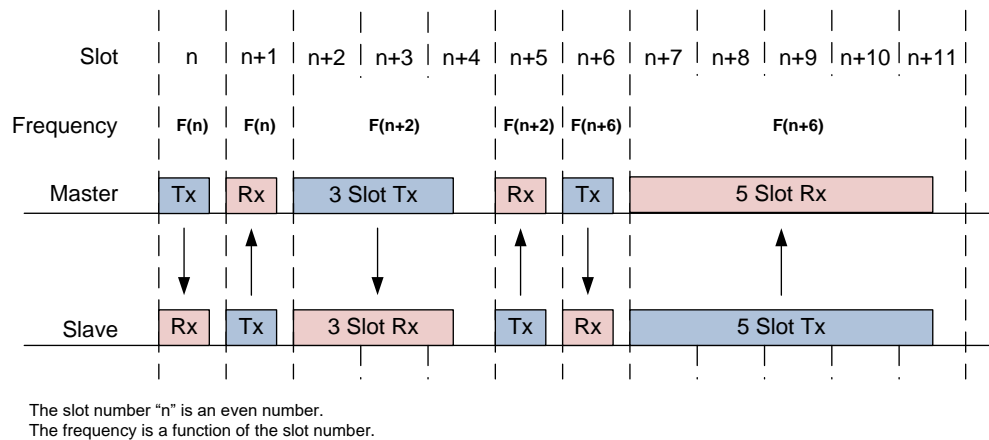 Slot n n+1 n+2 n+3 n+4 n+5 n+6 n+7 n+8 n+9 n+10 n+11
Frequency F(n) F(n) F(n+2) F(n+2) F(n+6) F(n+6)
Master Tx Rx 3 Slot Tx Rx Tx 5 Slot Rx
Slave Rx Tx 3 Slot Rx Tx Rx 5 Slot Tx
The slot number “n” is an even number.
The frequency is a function of the slot number.